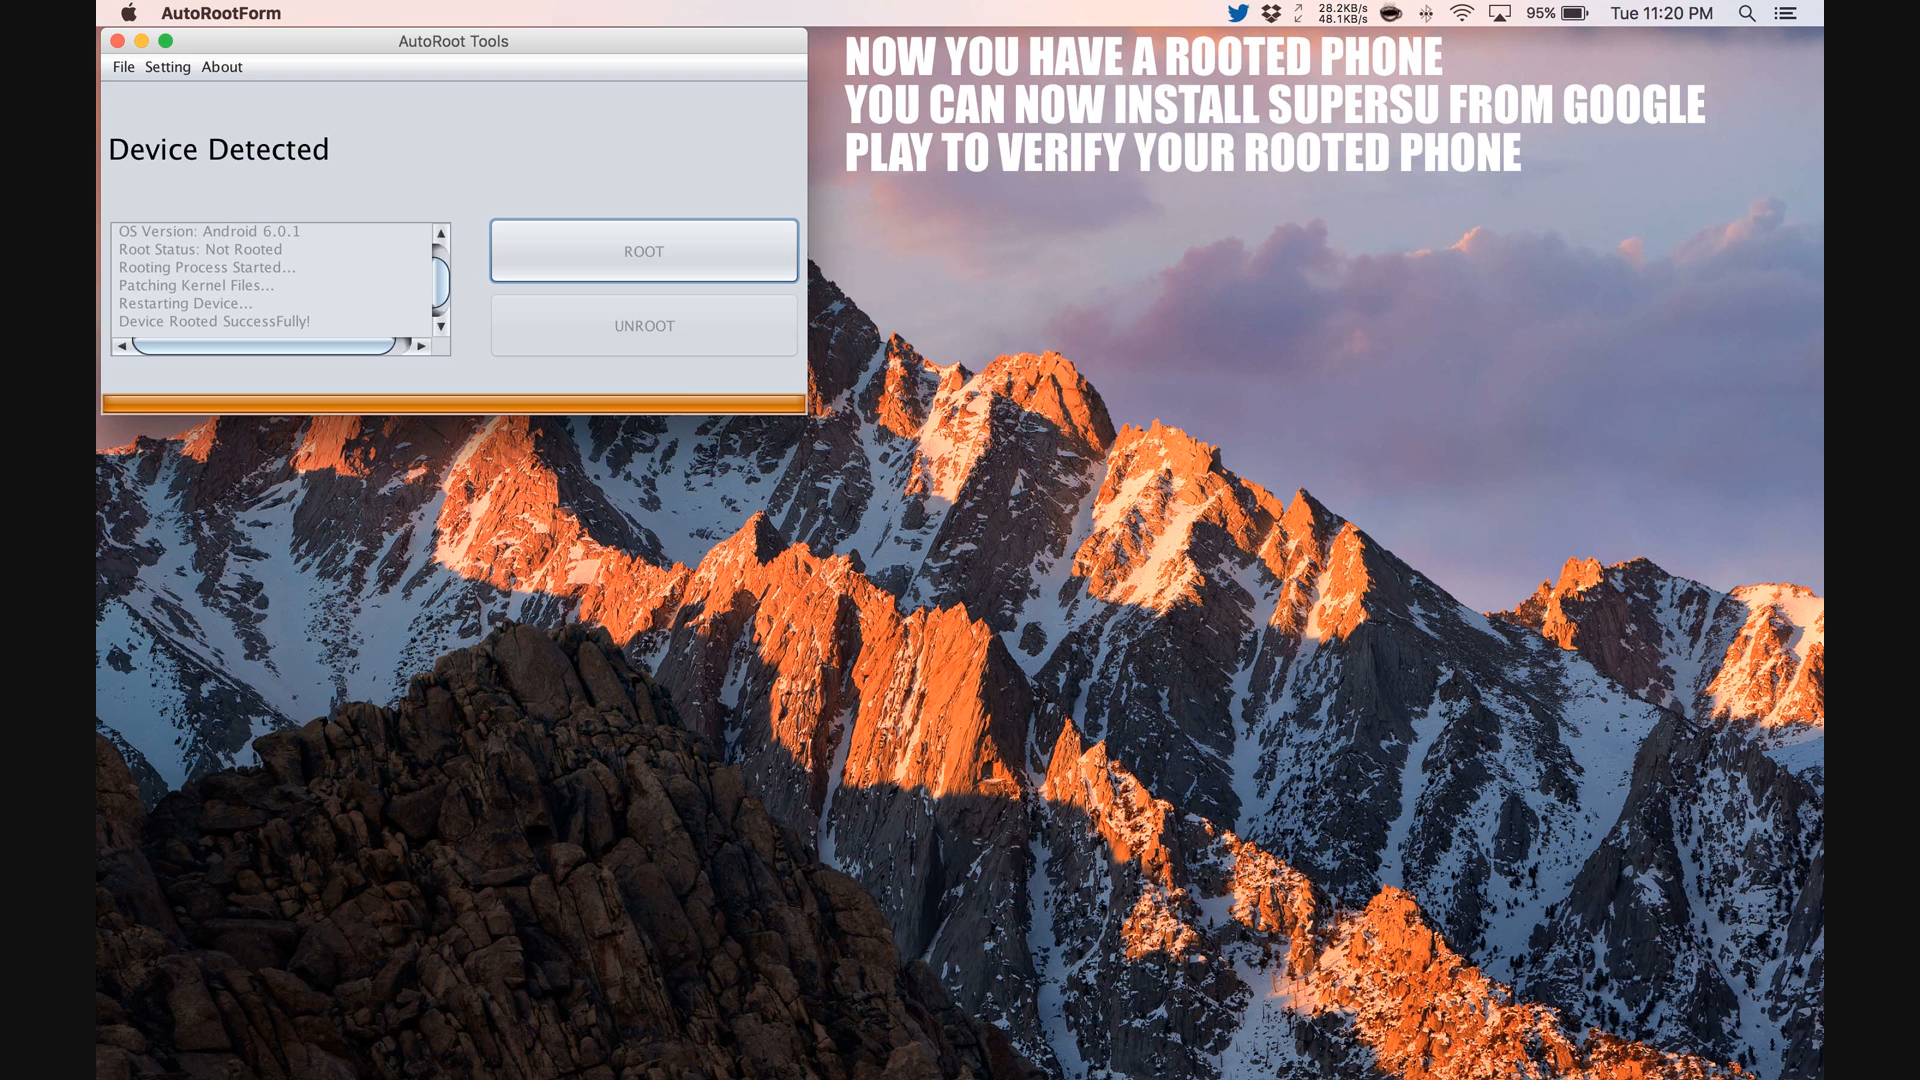 AutoRootForm
28.2KB/s
48.1KB/s
95%
Tue 11:20 PM
AutoRoot Tools
File Setting About
Device Detected
OS Version: Android 6.0.1
Root Status: Not Rooted
Rooting Process Started...
Patching Kernel Files...
Restarting Device...
Device Rooted SuccessFully!
ROOT
UNROOT
NOW YOU HAVE A ROOTED PHONE
YOU CAN NOW INSTALL SUPERSU FROM GOOGLE
PLAY TO VERIFY YOUR ROOTED PHONE